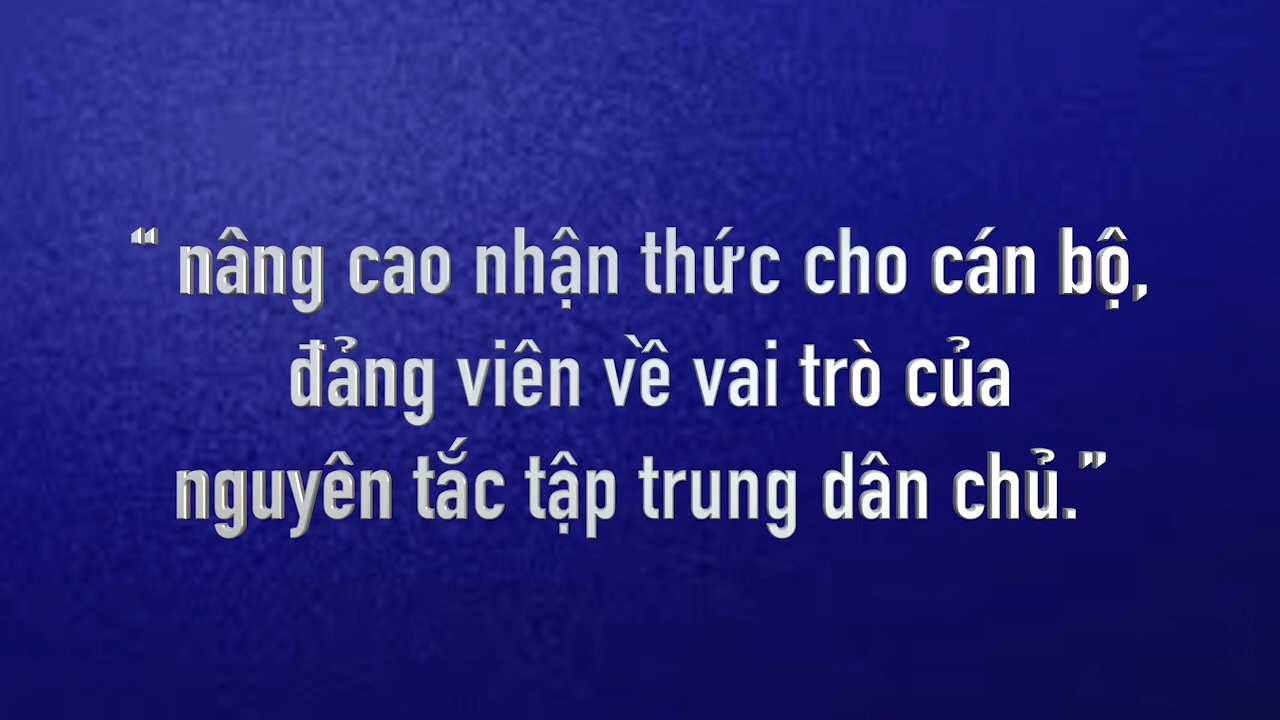 “ nâng cao nhận thức cho cán bộ,
đảng viên về vai trò của
nguyên tắc tập trung dân chủ.”